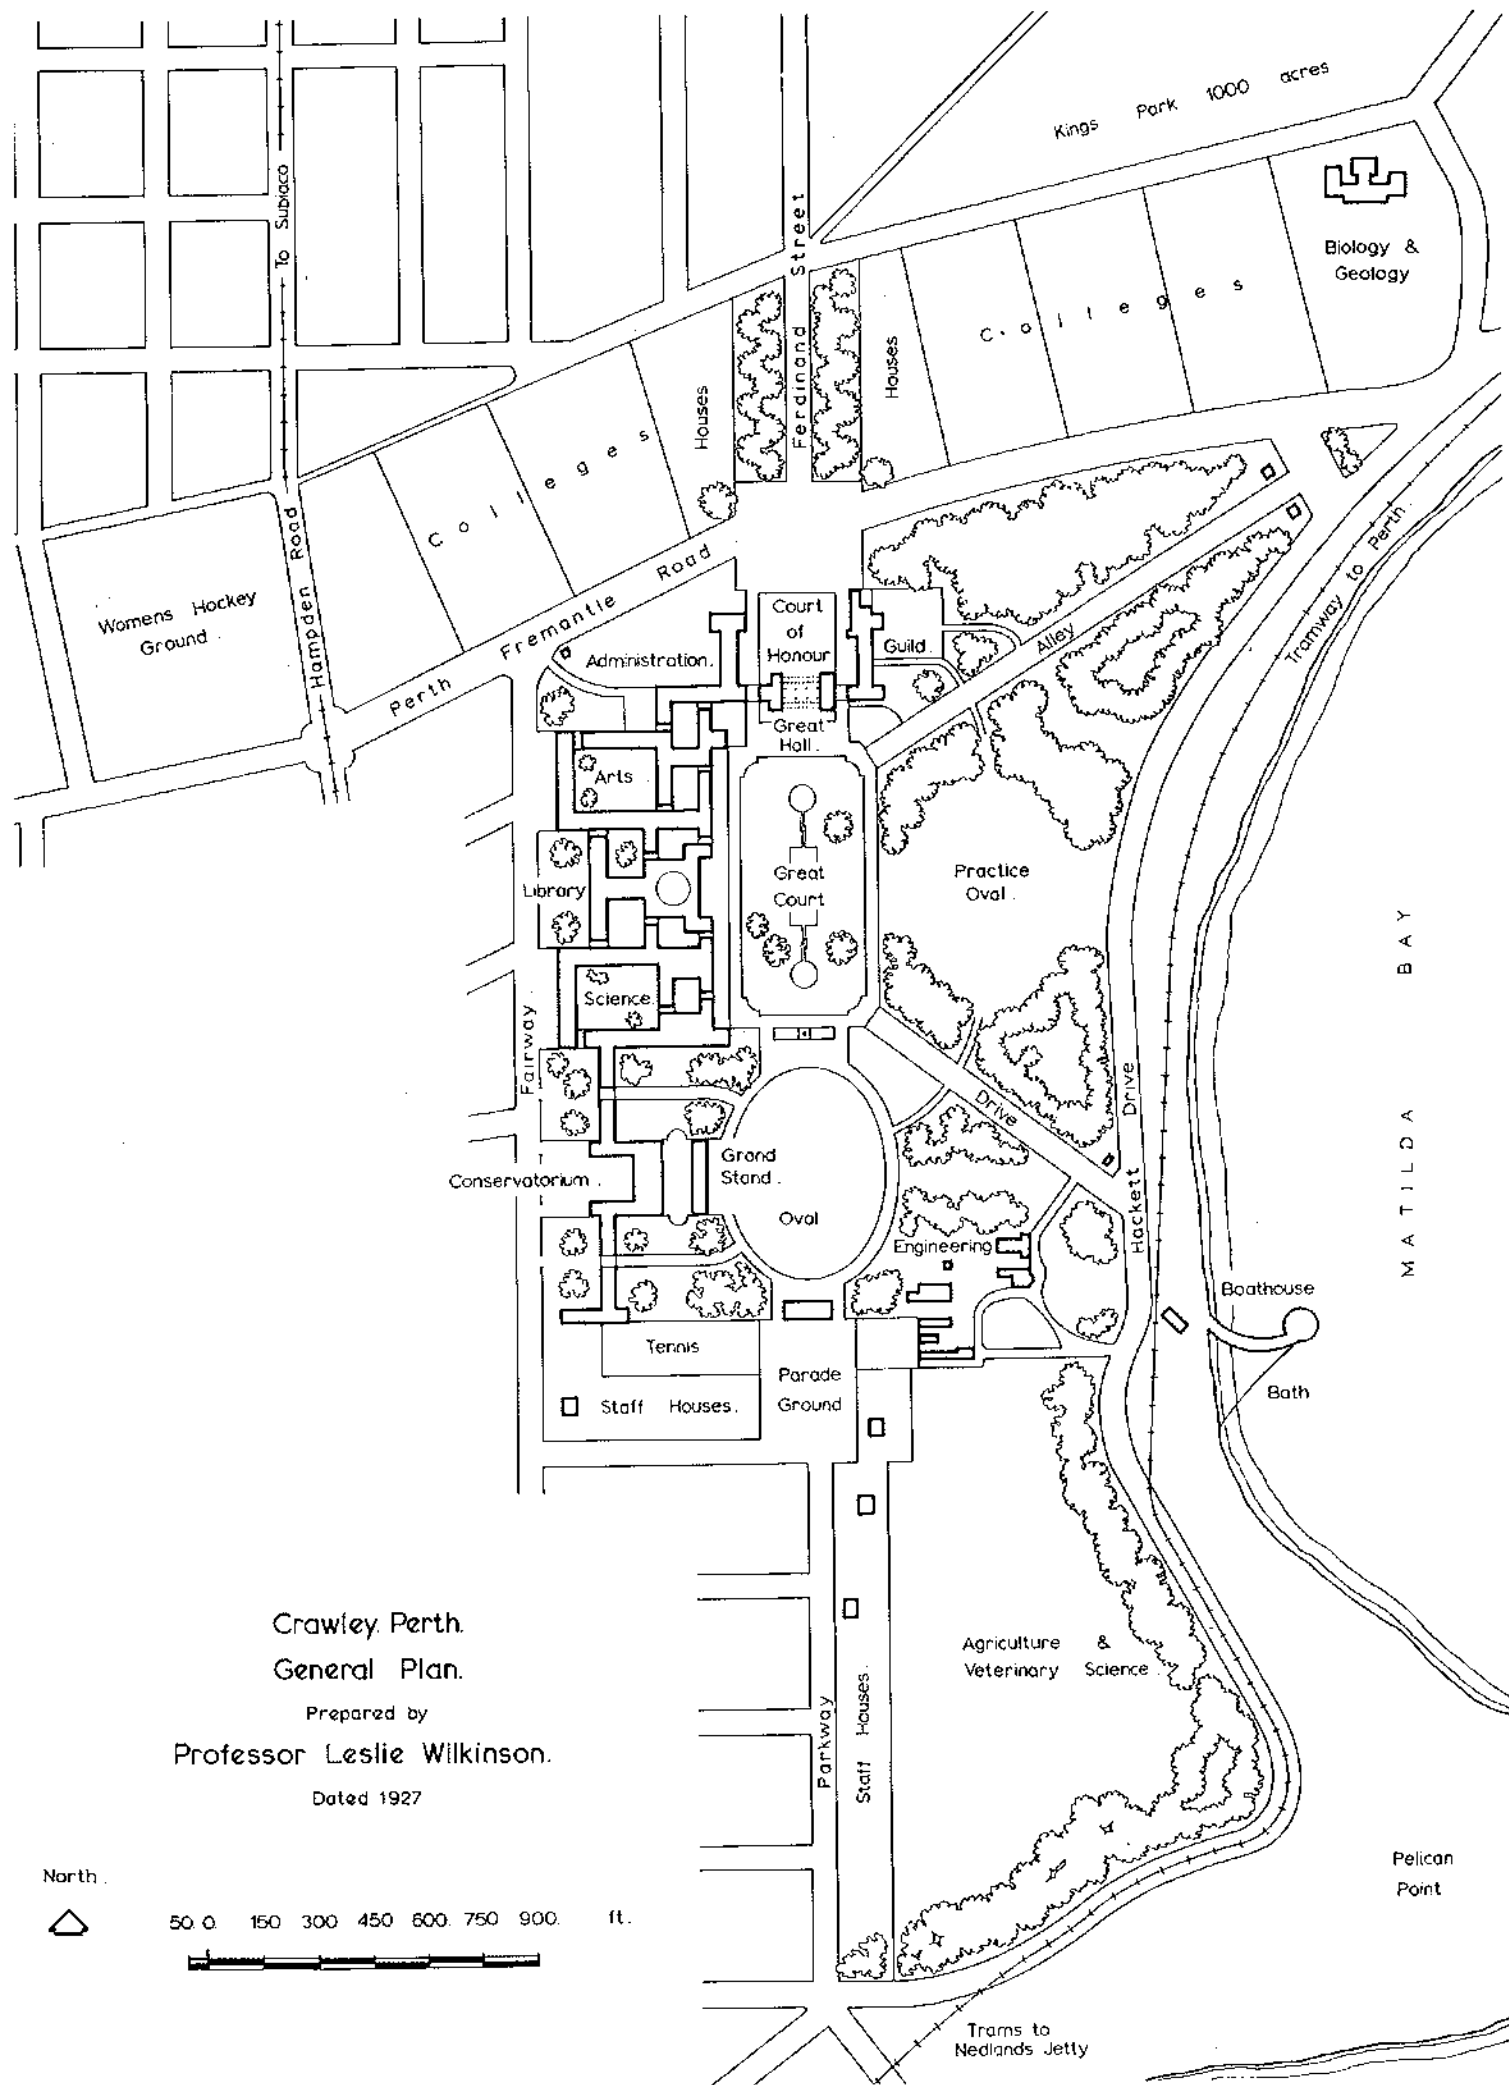 Kings Park 1000 acres
To Subiaco
Ferdinand Street
Biology &
Geology
Colleges
Houses
Houses
Colleges
Tramway to Perth.
Womens Hockey
Ground.
Hampden Road
Perth Fremantle Road
Court
of
Honour
Administration.
Guild.
Alley
Great
Hall.
Arts
Great
Court
Practice
Oval.
Library
Science
Fairway
Drive
Hackett Drive
MATILDA BAY
Grand
Stand.
Conservatorium.
Oval
Engineering
Boathouse
Bath
Tennis
Parade
Ground
Staff Houses.
Agriculture &
Veterinary Science.
Parkway
Staff Houses.
Crawley. Perth.
General Plan.
Prepared by
Professor Leslie Wilkinson.
Dated 1927
Pelican
Point
North.
50. 0. 150 300 450 600. 750 900. ft.
Trams to
Nedlands Jetty